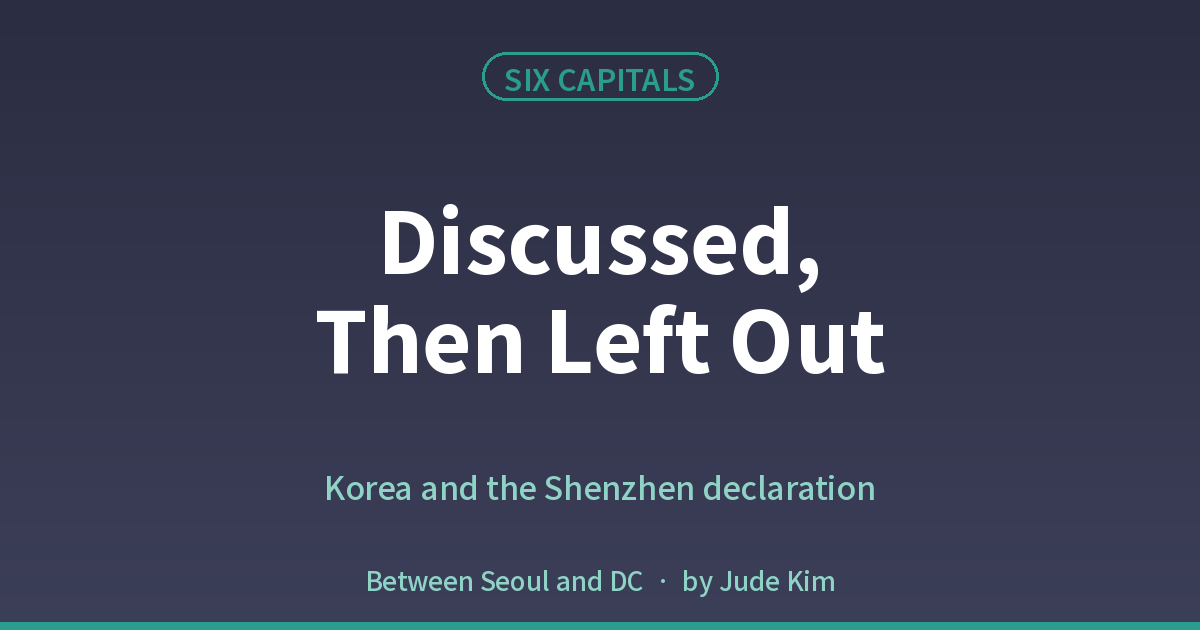 SIX CAPITALS
Discussed,
Then Left Out
Korea and the Shenzhen declaration
Between Seoul and DC · by Jude Kim